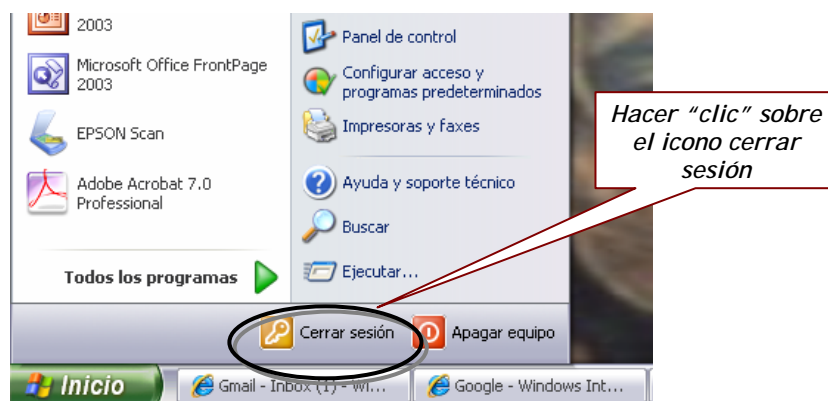 2003
Microsoft Office FrontPage
2003
EPSON Scan
Adobe Acrobat 7.0
Professional
Todos los programas
Panel de control
Configurar acceso y
programas predeterminados
Impresoras y faxes
Ayuda y soporte técnico
Buscar
Ejecutar...
Hacer “clic” sobre
el icono cerrar
sesión
Cerrar sesión
Apagar equipo
Inicio
Gmail - Inbox (1) - Wi...
Google - Windows Int...